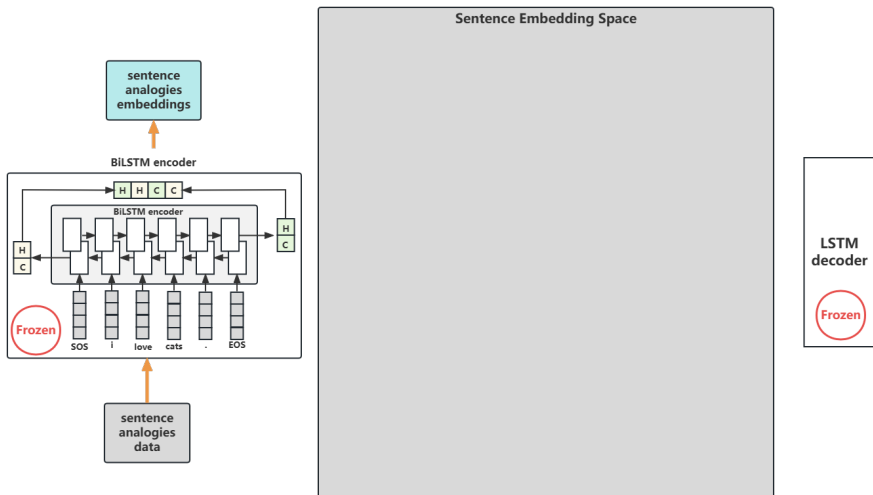 Sentence Embedding Space
sentence
analogies
embeddings
BiLSTM encoder
H H C C
BiLSTM encoder
H
C
H
C
Frozen
SOS i love cats . EOS
sentence
analogies
data
LSTM
decoder
Frozen